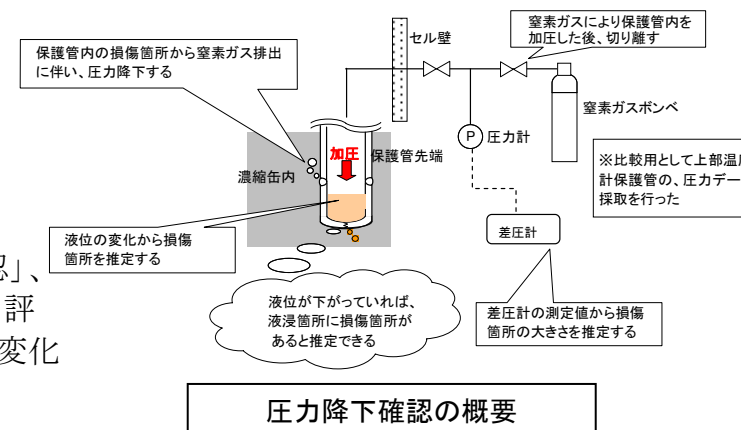 窒素ガスにより保護管内を
加圧した後、切り離す
セル壁
保護管内の損傷箇所から窒素ガス排出
に伴い、圧力降下する
窒素ガスボンベ
P
圧力計
加圧
保護管先端
濃縮缶内
※比較用として上部温度
計保護管の、圧力デー
採取を行った
差圧計
液位の変化から損傷
箇所を推定する
認」、
評
変化
液位が下がっていれば、
液浸箇所に損傷箇所が
あると推定できる
差圧計の測定値から損傷
箇所の大きさを推定する
圧力降下確認の概要